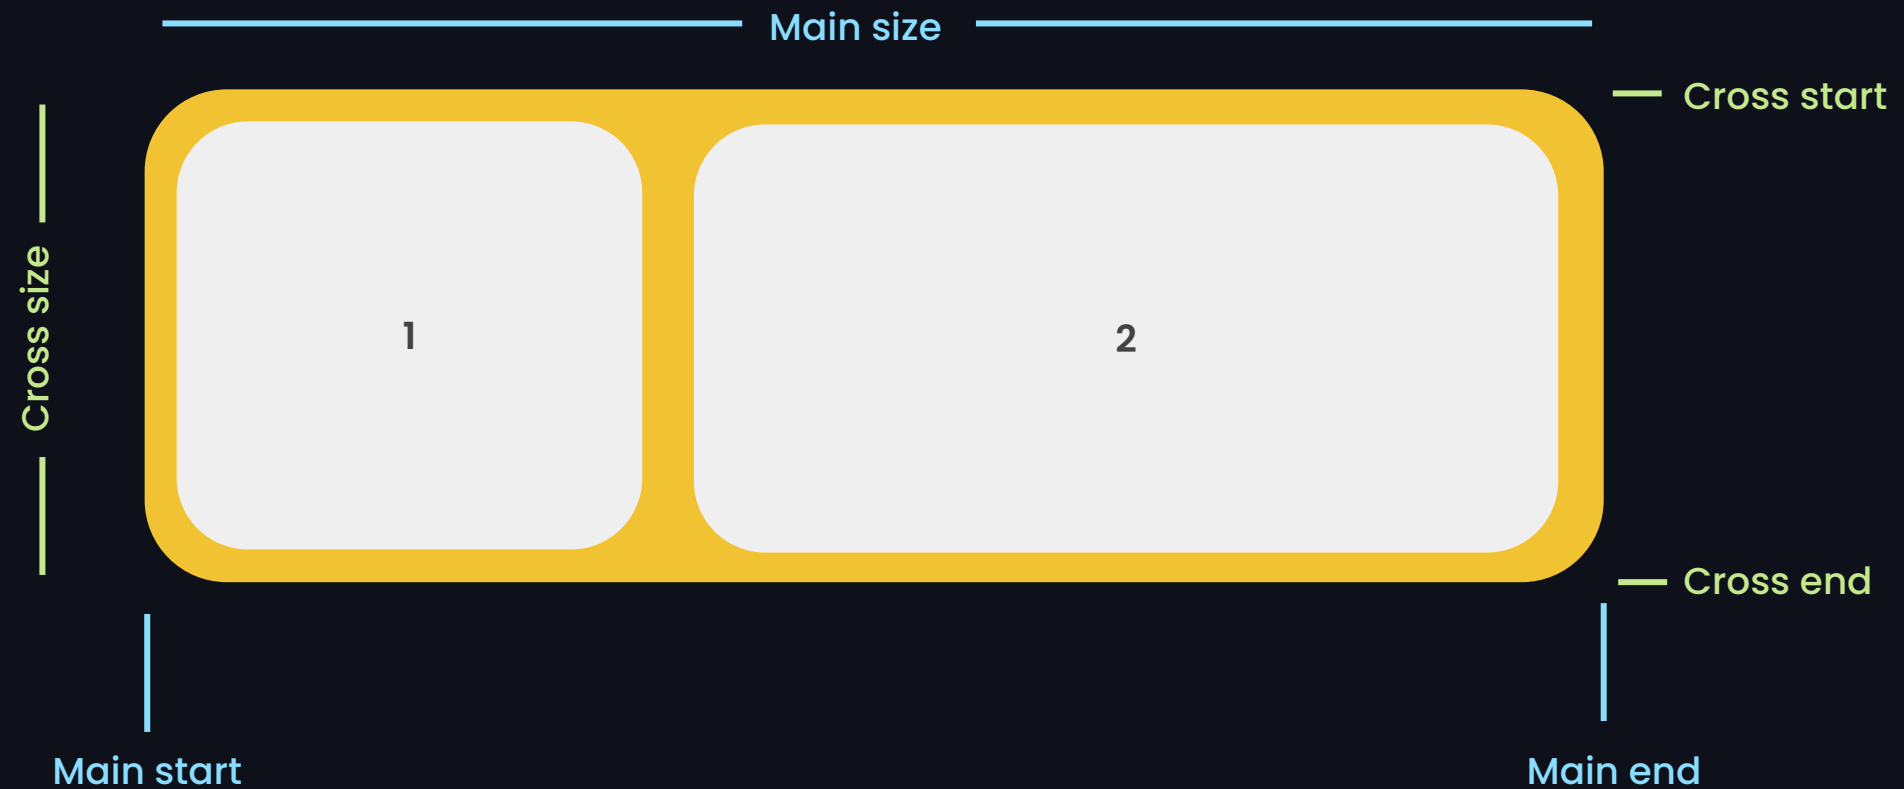 Main size
Cross start
Cross size
1
2
Cross end
Main start
Main end